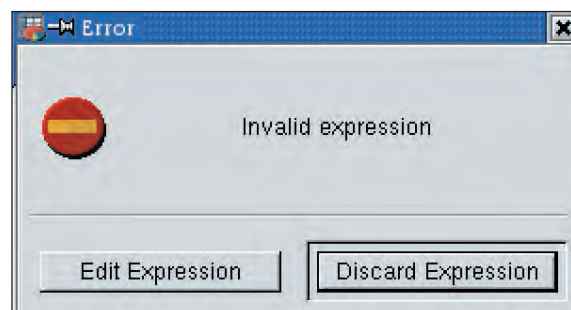 Error
Invalid expression
Edit Expression
Discard Expression